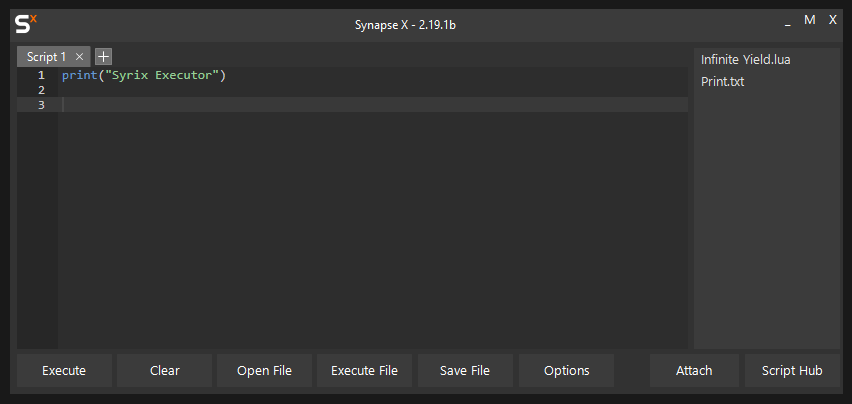 Sx
Synapse X - 2.19.1b
_ M X
Script 1 × +
Infinite Yield.lua
Print.txt
1 print("Syrix Executor")
2
3
Execute
Clear
Open File
Execute File
Save File
Options
Attach
Script Hub